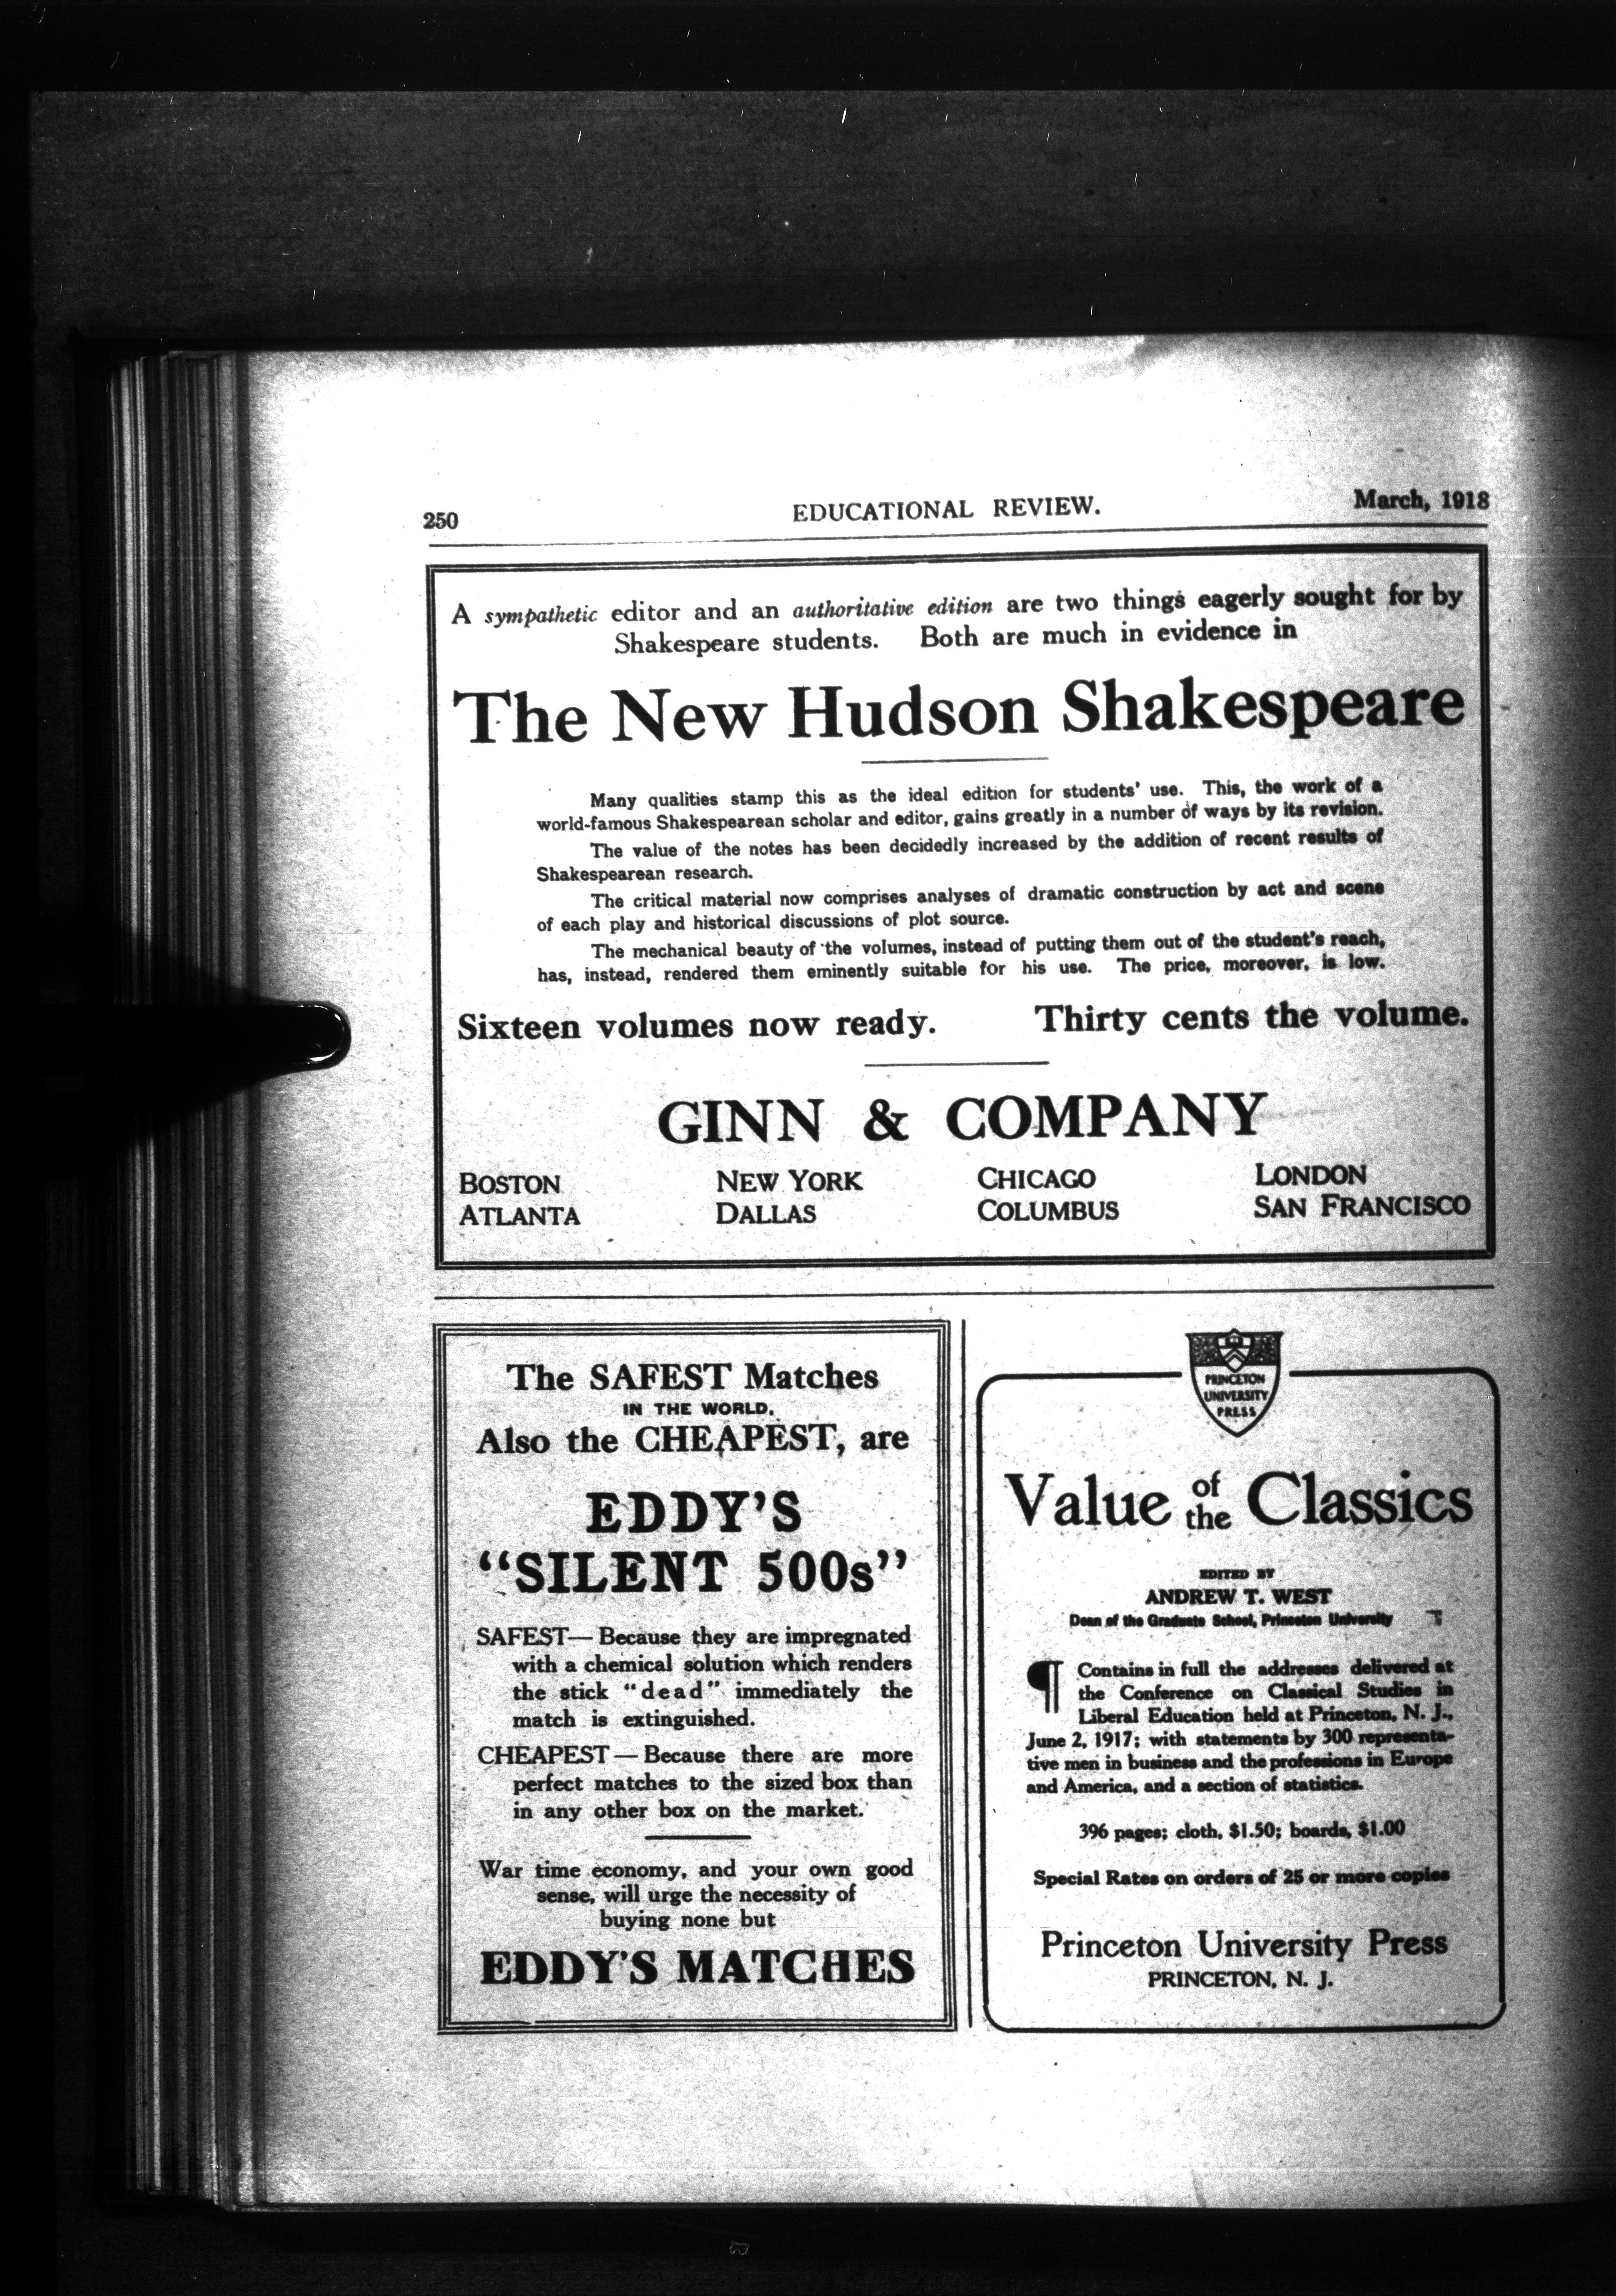 250
EDUCATIONAL REVIEW.
March, 1918
A sympathetic editor and an authoritative edition are two things eagerly sought for by
Shakespeare students. Both are much in evidence in
The New Hudson Shakespeare
Many qualities stamp this as the ideal edition for students' use. This, the work of a
world-famous Shakespearean scholar and editor, gains greatly in a number of ways by its revision.
The value of the notes has been decidedly increased by the addition of recent results of
Shakespearean research.
The critical material now comprises analyses of dramatic construction by act and scene
of each play and historical discussions of plot source.
The mechanical beauty of the volumes, instead of putting them out of the student's reach,
has, instead, rendered them eminently suitable for his use. The price, moreover, is low.
Sixteen volumes now ready. Thirty cents the volume.
GINN & COMPANY
BOSTON NEW YORK CHICAGO LONDON
ATLANTA DALLAS COLUMBUS SAN FRANCISCO
The SAFEST Matches
IN THE WORLD.
Also the CHEAPEST, are
EDDY'S
"SILENT 500s"
SAFEST— Because they are impregnated
with a chemical solution which renders
the stick "dead" immediately the
match is extinguished.
CHEAPEST — Because there are more
perfect matches to the sized box than
in any other box on the market.
War time economy, and your own good
sense, will urge the necessity of
buying none but
EDDY'S MATCHES
PRINCETON
UNIVERSITY
PRESS
Value of the Classics
EDITED BY
ANDREW T. WEST
Dean of the Graduate School, Princeton University
¶ Contains in full the addresses delivered at
the Conference on Classical Studies in
Liberal Education held at Princeton, N. J.,
June 2, 1917; with statements by 300 representa-
tive men in business and the professions in Europe
and America, and a section of statistics.
396 pages; cloth, $1.50; boards, $1.00
Special Rates on orders of 25 or more copies
Princeton University Press
PRINCETON, N. J.